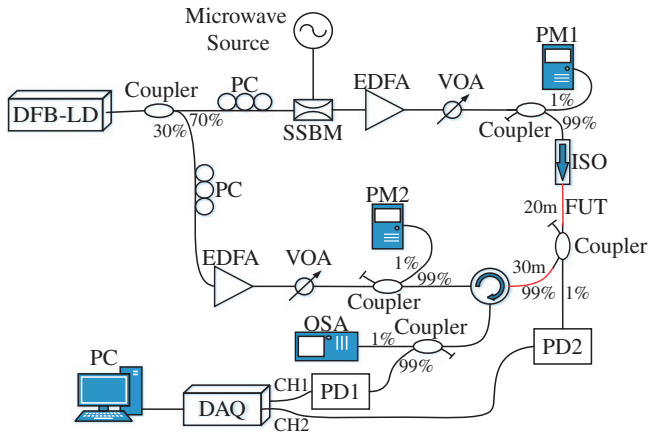 Microwave
Source
PM1
EDFA
VOA
PC
Coupler
DFB-LD
70%
30%
SSBM
1%
Coupler
99%
ISO
PC
20m
FUT
PM2
Coupler
EDFA
VOA
1%
99%
30m
99%
1%
Coupler
OSA
1%
Coupler
99%
PD2
PC
CH1
PD1
DAQ
CH2